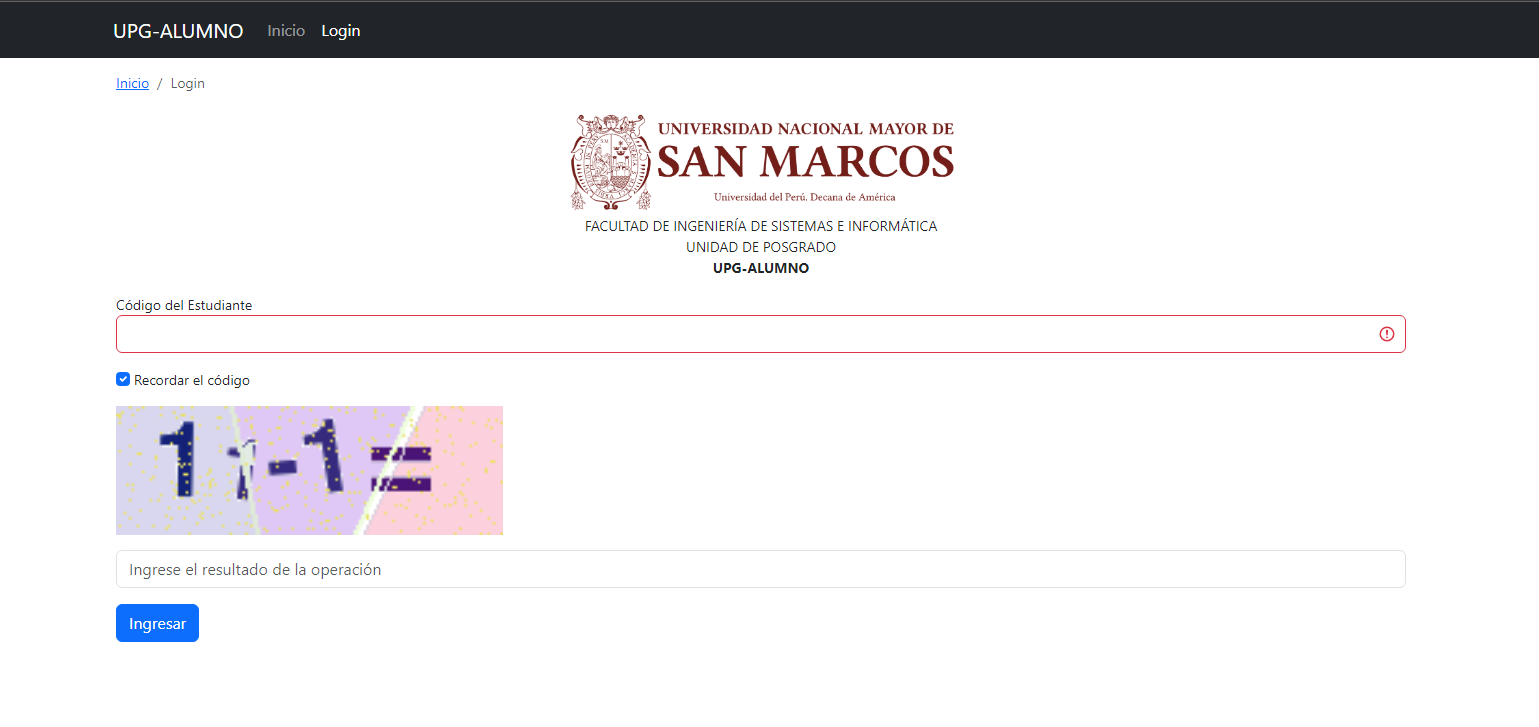 UPG-ALUMNO Inicio Login
Inicio / Login
UNIVERSIDAD NACIONAL MAYOR DE
SAN MARCOS
Universidad del Perú. Decana de América
FACULTAD DE INGENIERÍA DE SISTEMAS E INFORMÁTICA
UNIDAD DE POSGRADO
UPG-ALUMNO
Código del Estudiante
Recordar el código
Ingrese el resultado de la operación
Ingresar